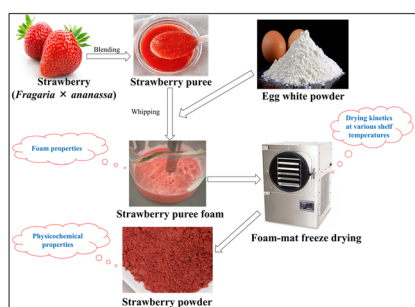 Blending
Strawberry
(Fragaria × ananassa)
Strawberry puree
Egg white powder
Whipping
Drying kinetics
at various shelf
temperatures
Foam properties
Strawberry puree foam
Foam-mat freeze drying
Physicochemical
properties
Strawberry powder